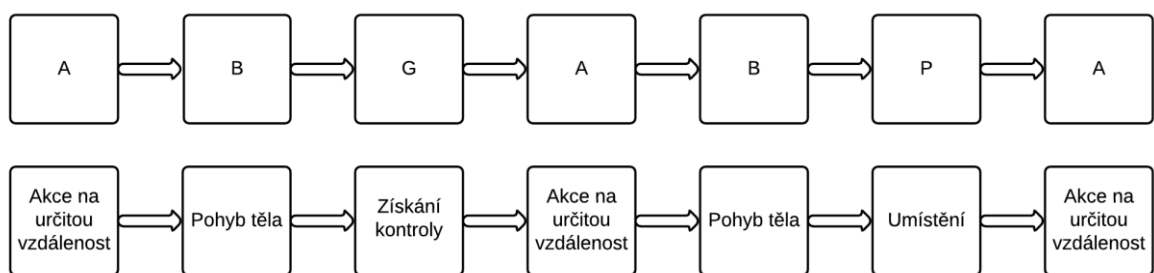 A
B
G
A
B
P
A
Akce na
určitou
vzdálenost
Pohyb těla
Získání
kontroly
Akce na
určitou
vzdálenost
Pohyb těla
Umístění
Akce na
určitou
vzdálenost